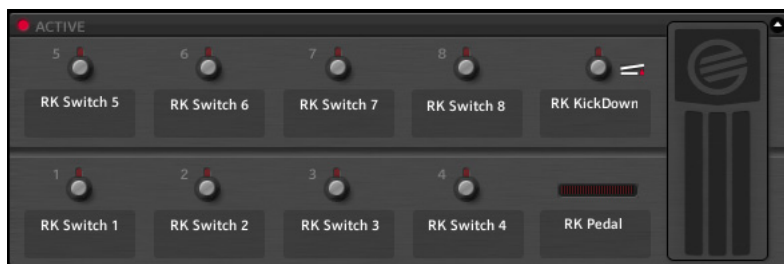 ACTIVE
5 6 7 8
RK Switch 5 RK Switch 6 RK Switch 7 RK Switch 8 RK KickDown
1 2 3 4
RK Switch 1 RK Switch 2 RK Switch 3 RK Switch 4 RK Pedal